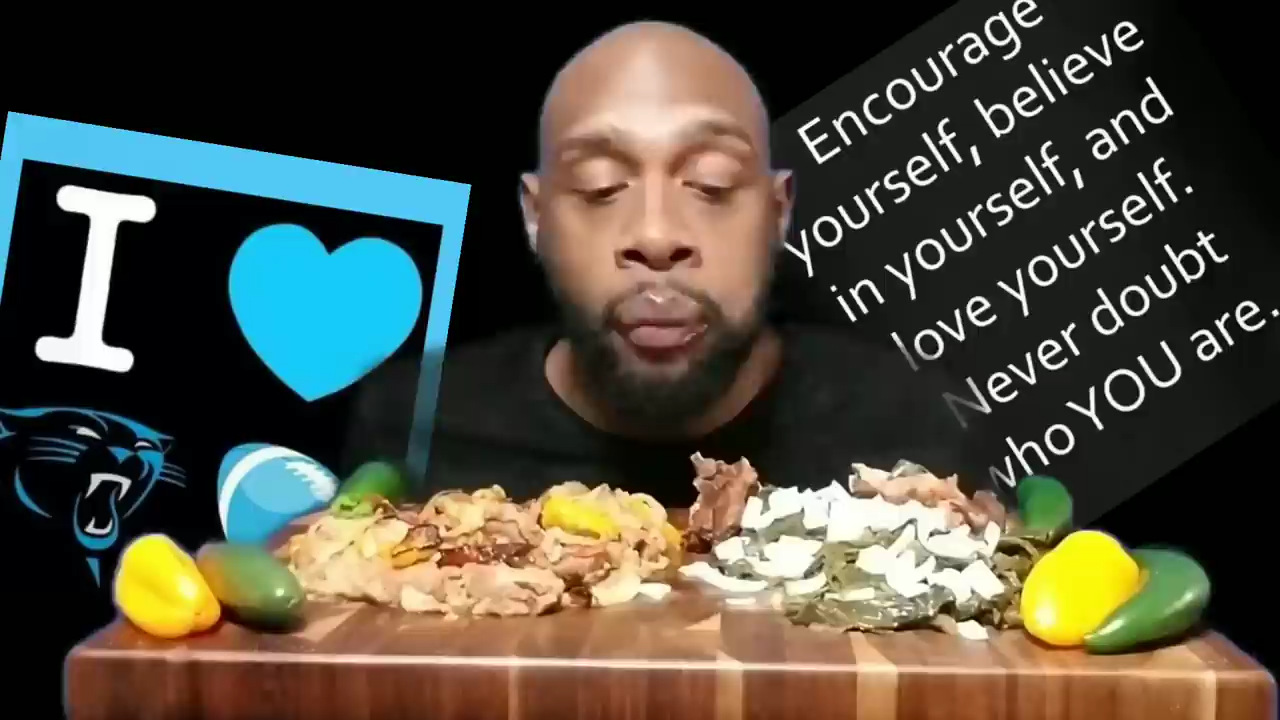 I
Encourage
yourself, believe
in yourself, and
love yourself.
Never doubt
who YOU are.